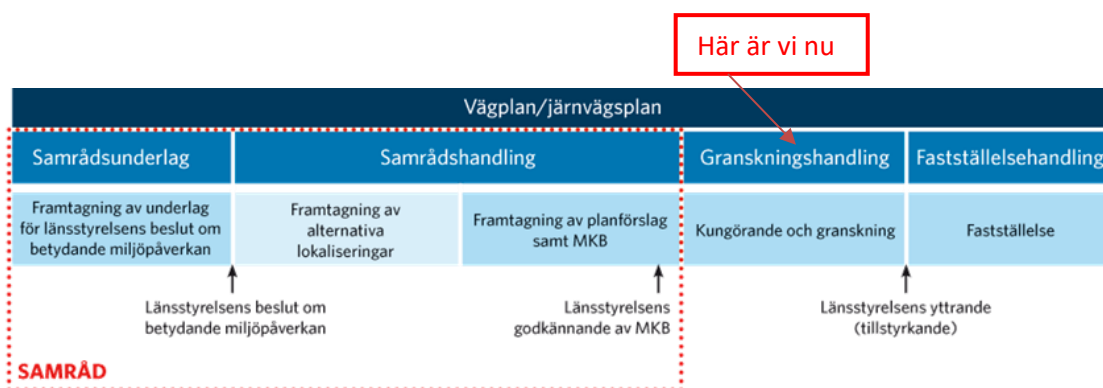 Här är vi nu
Vägplan/järnvägsplan
Samrådsunderlag
Samrådshandling
Granskningshandling
Fastställelsehandling
Framtagning av underlag
för länsstyrelsens beslut om
betydande miljöpåverkan
Framtagning av
alternativa
lokaliseringar
Framtagning av planförslag
samt MKB
Kungörande och granskning
Fastställelse
Länsstyrelsens beslut om
betydande miljöpåverkan
Länsstyrelsens
godkännande av MKB
Länsstyrelsens yttrande
(tillstyrkande)
SAMRÅD